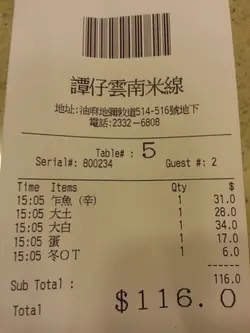 譚仔雲南米線
地址:油麻地彌敦道514-516號地下
電話:2332-6808
Table# : 5
Serial#: 800234 Guest #: 2
Time Items Qty $
15:05 乍魚 (辛) 1 31.0
15:05 大土 1 28.0
15:05 大白 1 34.0
15:05 蛋 1 17.0
15:05 冬OT 1 6.0
Sub Total : 116.0
Total $116.0